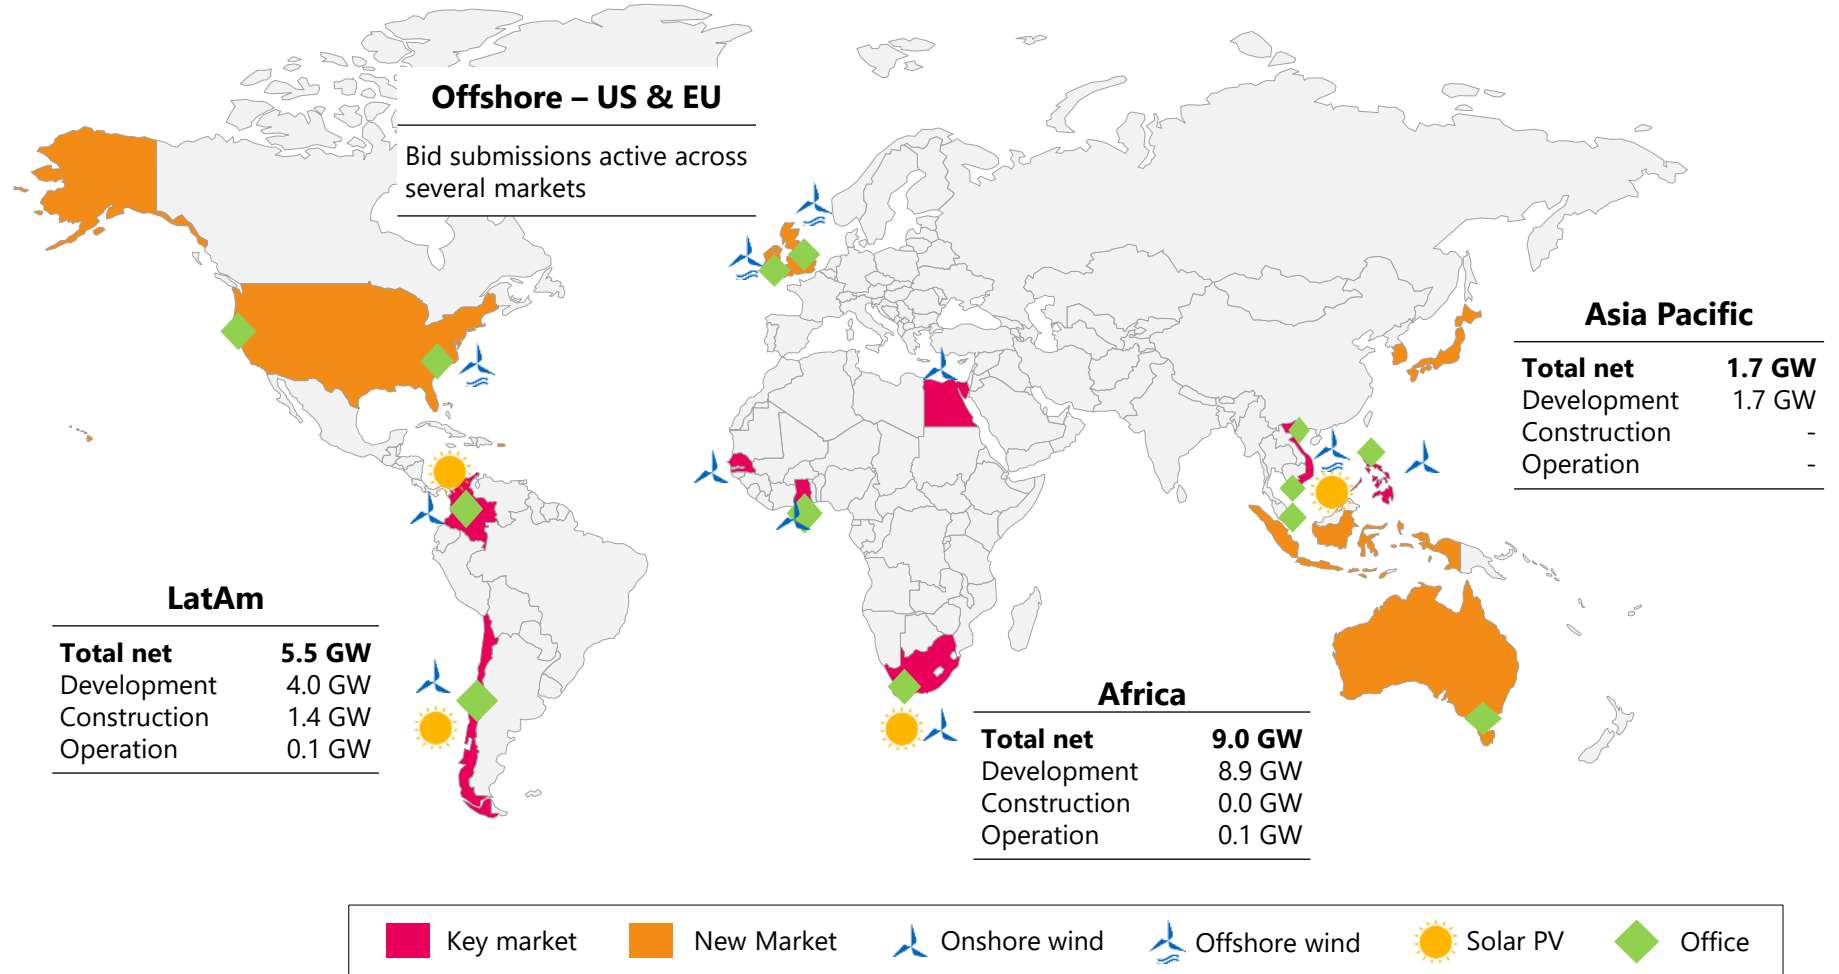 Offshore – US & EU
Bid submissions active across
several markets
Asia Pacific
Total net 1.7 GW
Development 1.7 GW
Construction -
Operation -
LatAm
Total net 5.5 GW
Development 4.0 GW
Construction 1.4 GW
Operation 0.1 GW
Africa
Total net 9.0 GW
Development 8.9 GW
Construction 0.0 GW
Operation 0.1 GW
Key market New Market Onshore wind Offshore wind Solar PV Office